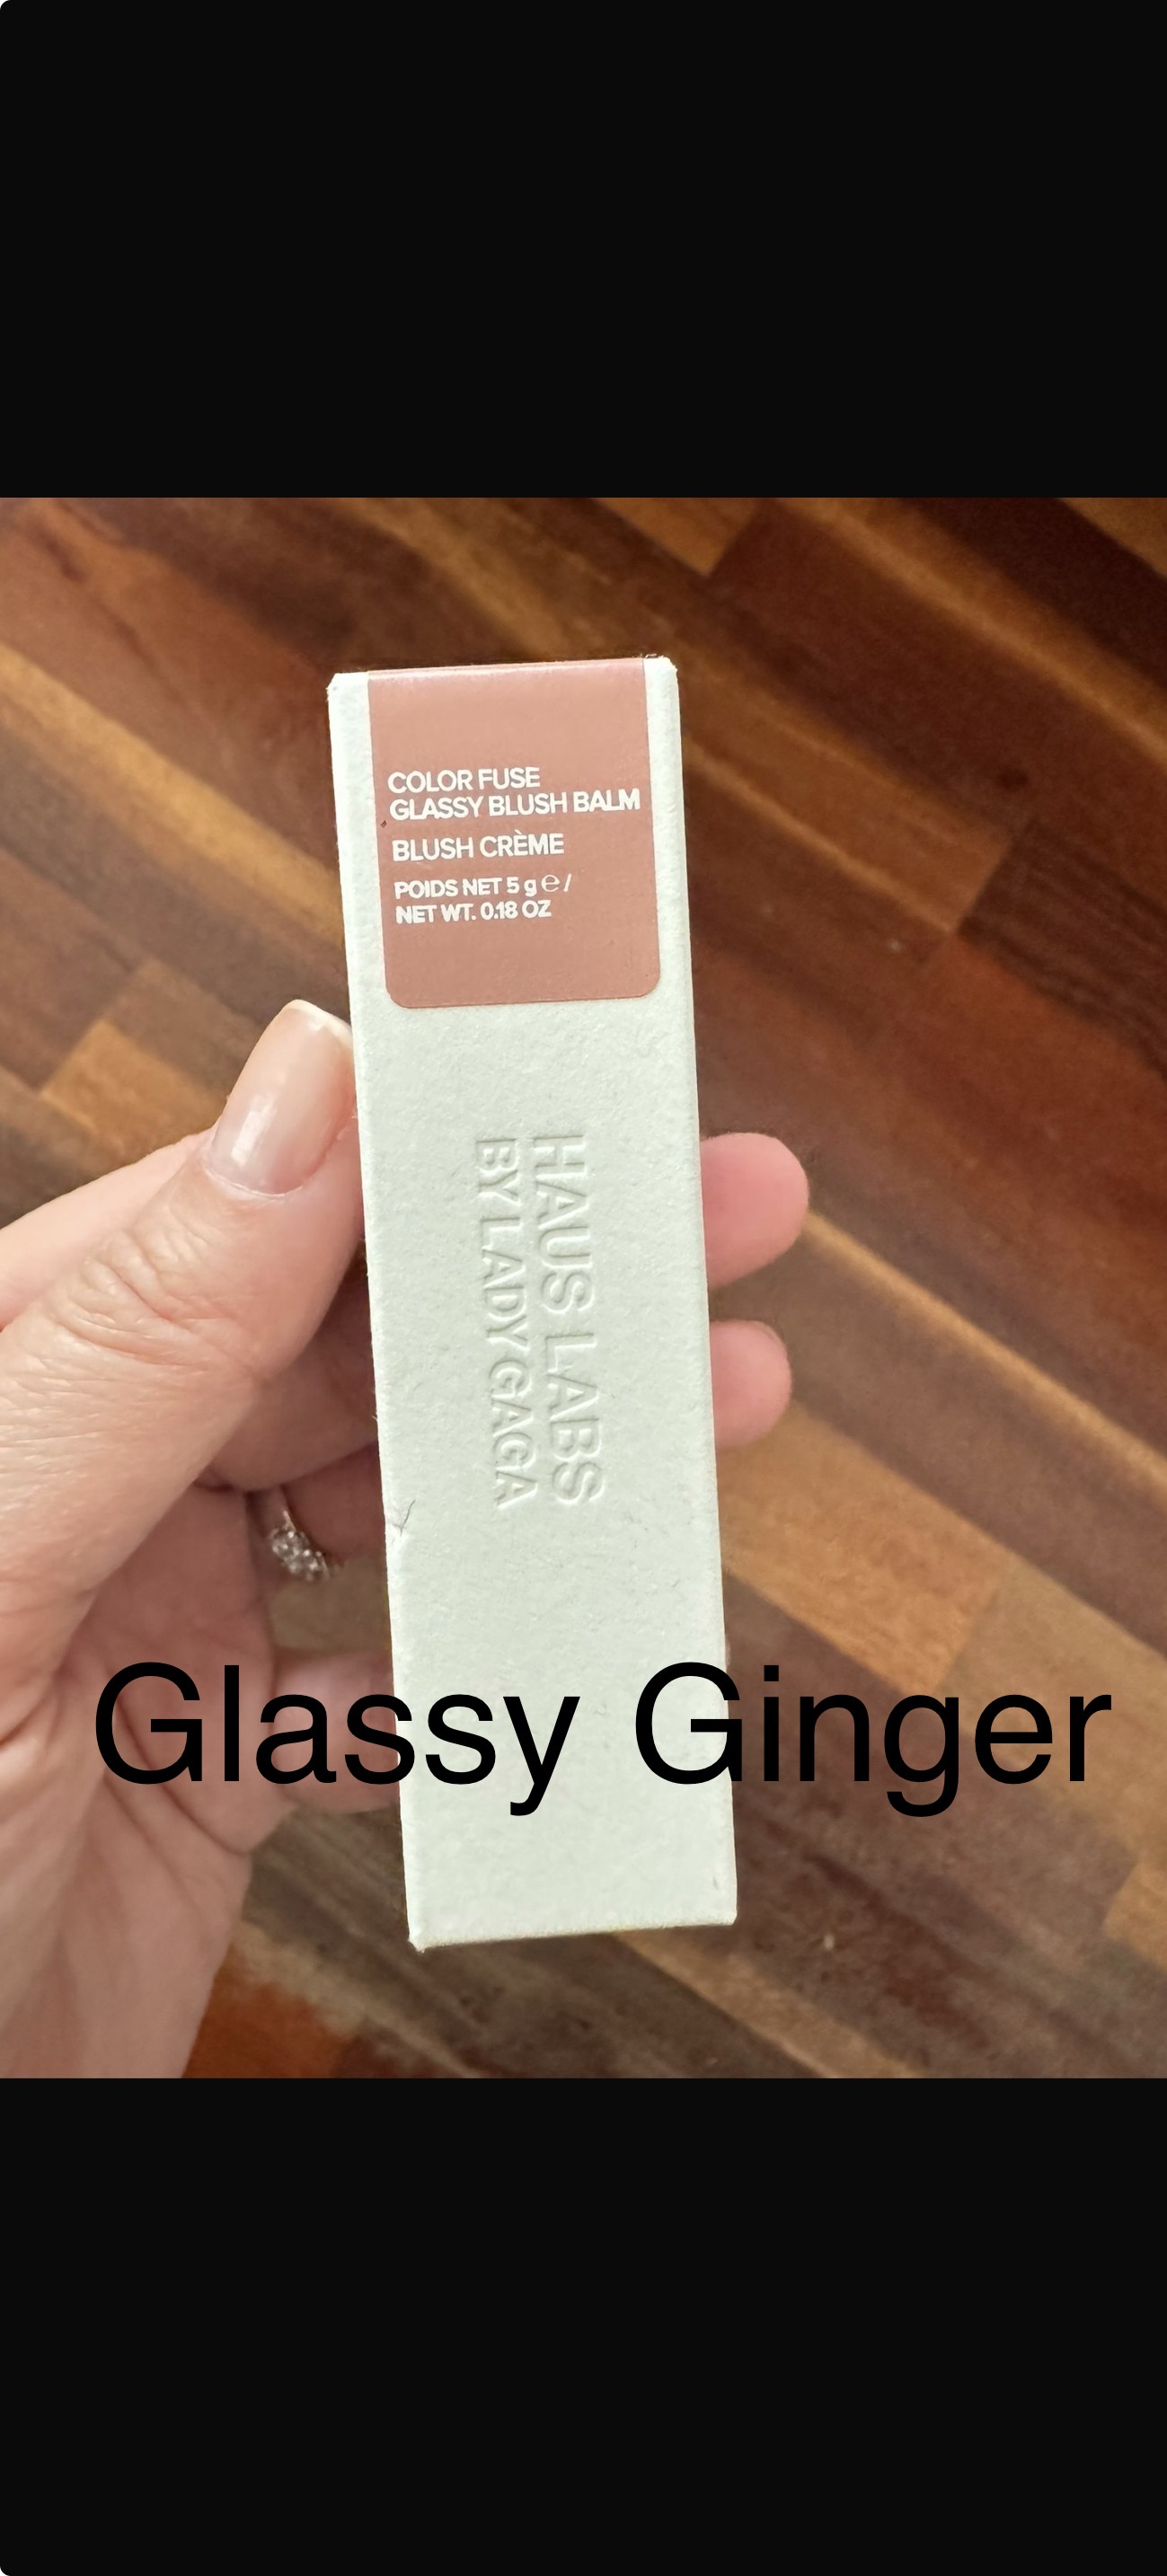 COLOR FUSE
GLASSY BLUSH BALM
BLUSH CRÈME
POIDS NET 5 g ℮ /
NET WT. 0.18 OZ
HAUS LABS
BY LADY GAGA
Glassy Ginger